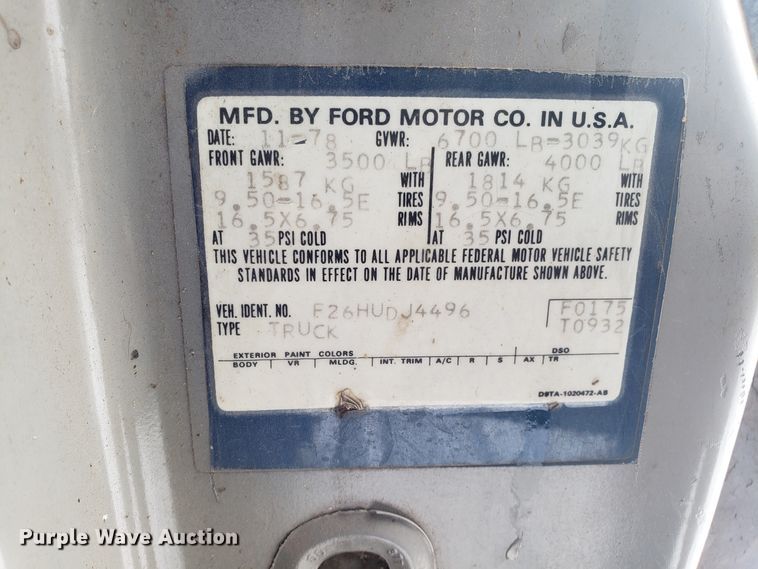 MFD. BY FORD MOTOR CO. IN U.S.A.
DATE: 11-78 GVWR: 6700 LB=3039KG
FRONT GAWR: 3500 LB REAR GAWR: 4000 LB
1587 KG WITH 1814 KG WITH
9.50-16.5E TIRES 9.50-16.5E TIRES
16.5X6.75 RIMS 16.5X6.75 RIMS
AT 35 PSI COLD AT 35 PSI COLD
THIS VEHICLE CONFORMS TO ALL APPLICABLE FEDERAL MOTOR VEHICLE SAFETY
STANDARDS IN EFFECT ON THE DATE OF MANUFACTURE SHOWN ABOVE.
VEH. IDENT. NO. F26HUDJ4496 F0175
TYPE TRUCK T0932
EXTERIOR PAINT COLORS DSO
BODY VR MLDG. INT. TRIM A/C R S AX TR
D9TA-1020472-AB
Purple Wave Auction